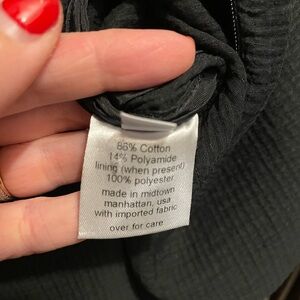 86% Cotton
14% Polyamide
lining (when present)
100% polyester
made in midtown
manhattan, usa
with imported fabric
over for care